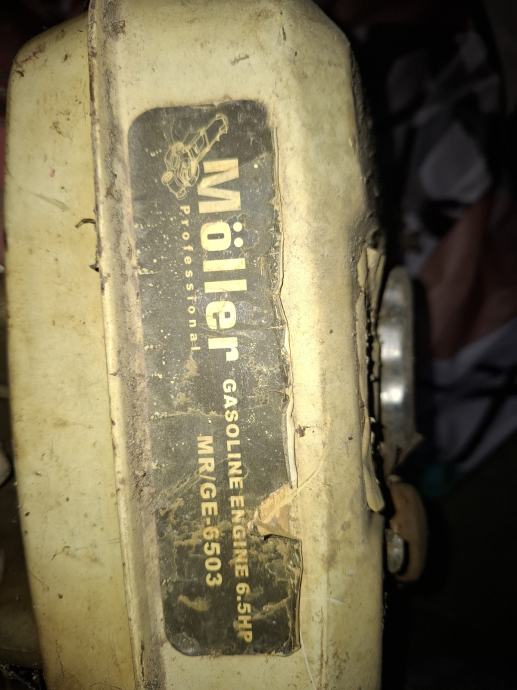 Möller
Professional
GASOLINE ENGINE 6.5HP
MR/GE-6503